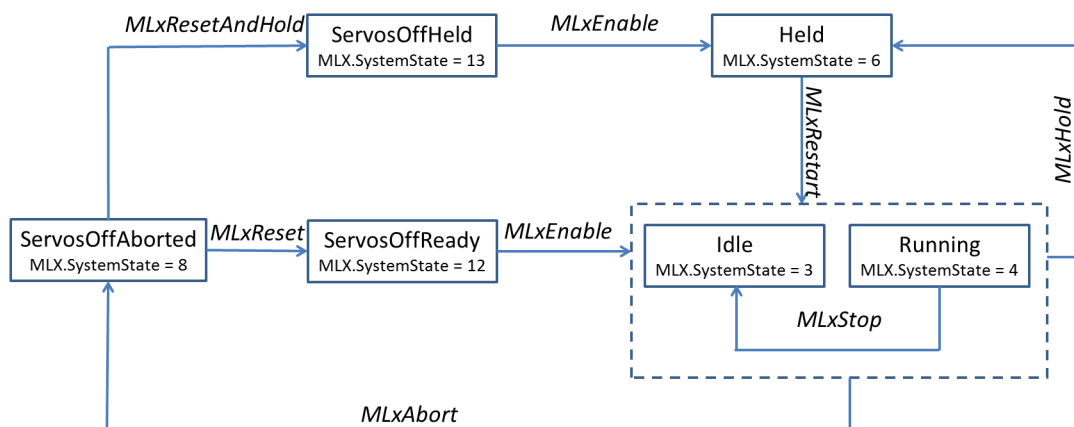 MLxResetAndHold
ServosOffHeld
MLX.SystemState = 13
MLxEnable
Held
MLX.SystemState = 6
MLxRestart
MLxHold
ServosOffAborted
MLX.SystemState = 8
MLxReset
ServosOffReady
MLX.SystemState = 12
MLxEnable
Idle
MLX.SystemState = 3
Running
MLX.SystemState = 4
MLxStop
MLxAbort